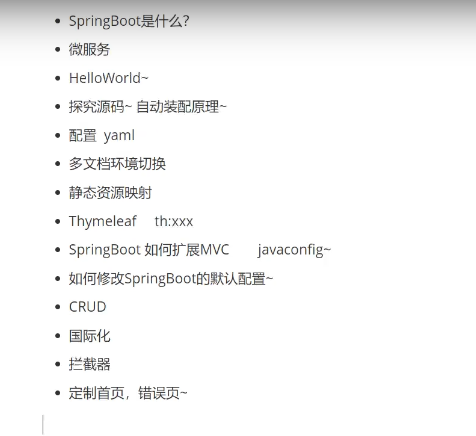 SpringBoot是什么？
微服务
HelloWorld~
探究源码~ 自动装配原理~
配置 yaml
多文档环境切换
静态资源映射
Thymeleaf th:xxx
SpringBoot 如何扩展MVC javaconfig~
如何修改SpringBoot的默认配置~
CRUD
国际化
拦截器
定制首页，错误页~